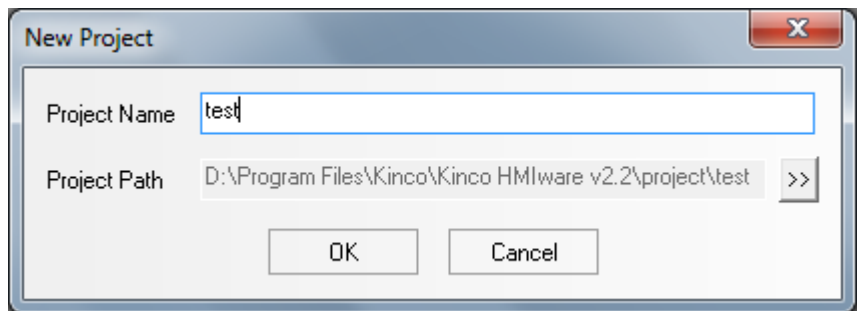 New Project
Project Name test
Project Path D:\Program Files\Kinco\Kinco HMIware v2.2\project\test >>
OK Cancel